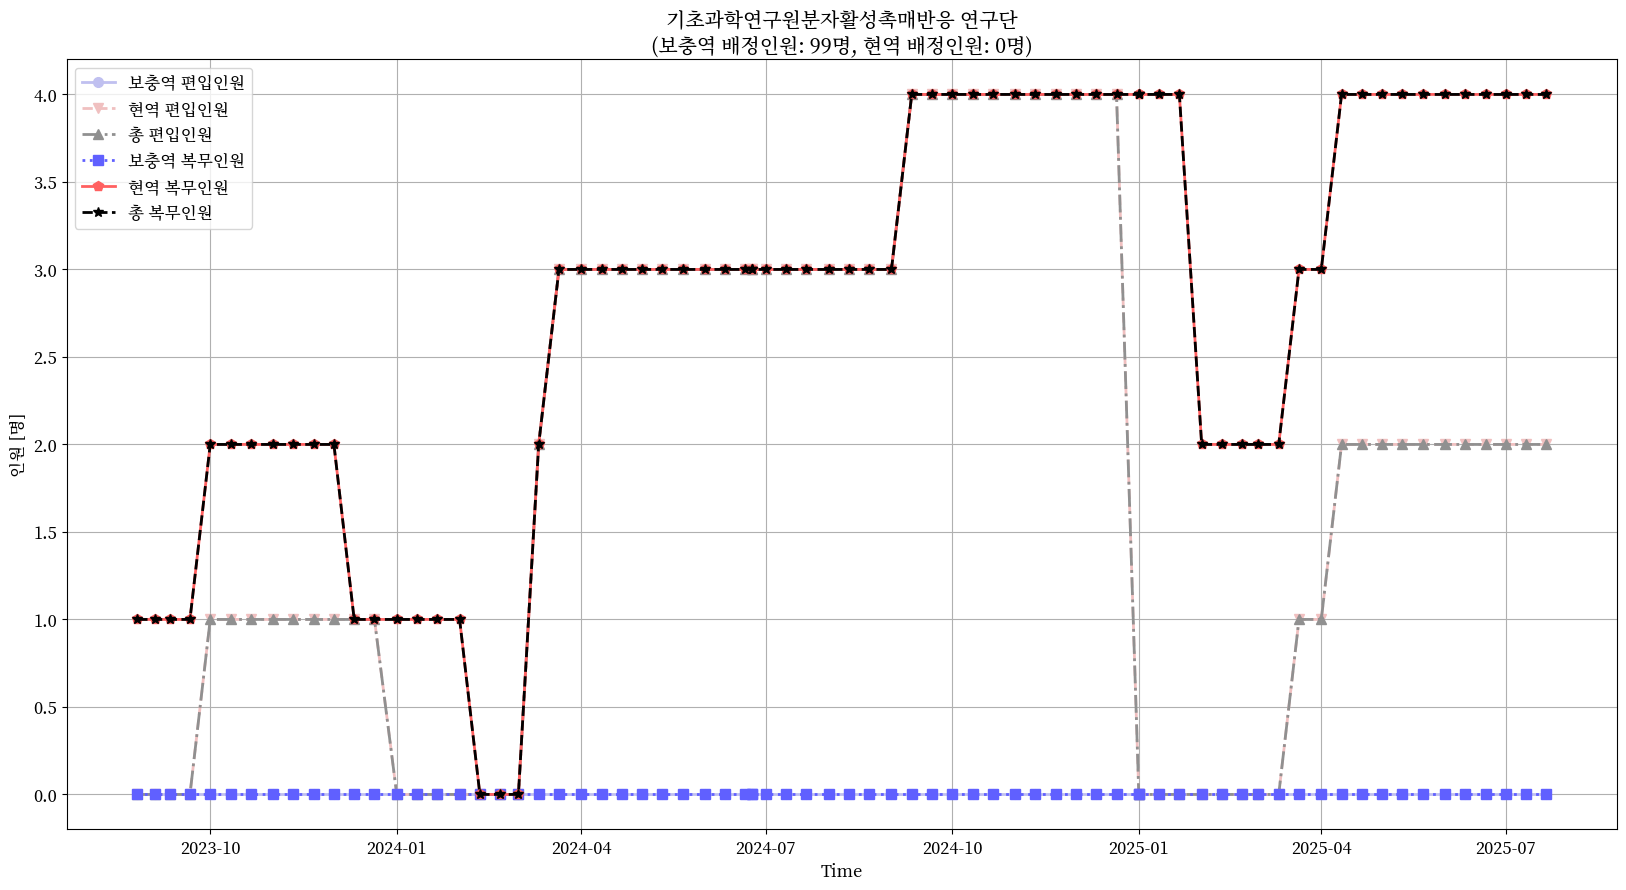 기초과학연구원분자활성촉매반응 연구단
(보충역 배정인원: 99명, 현역 배정인원: 0명)
보충역 편입인원
현역 편입인원
총 편입인원
보충역 복무인원
현역 복무인원
총 복무인원
인원 [명]
4.0
3.5
3.0
2.5
2.0
1.5
1.0
0.5
0.0
2023-10
2024-01
2024-04
2024-07
2024-10
2025-01
2025-04
2025-07
Time